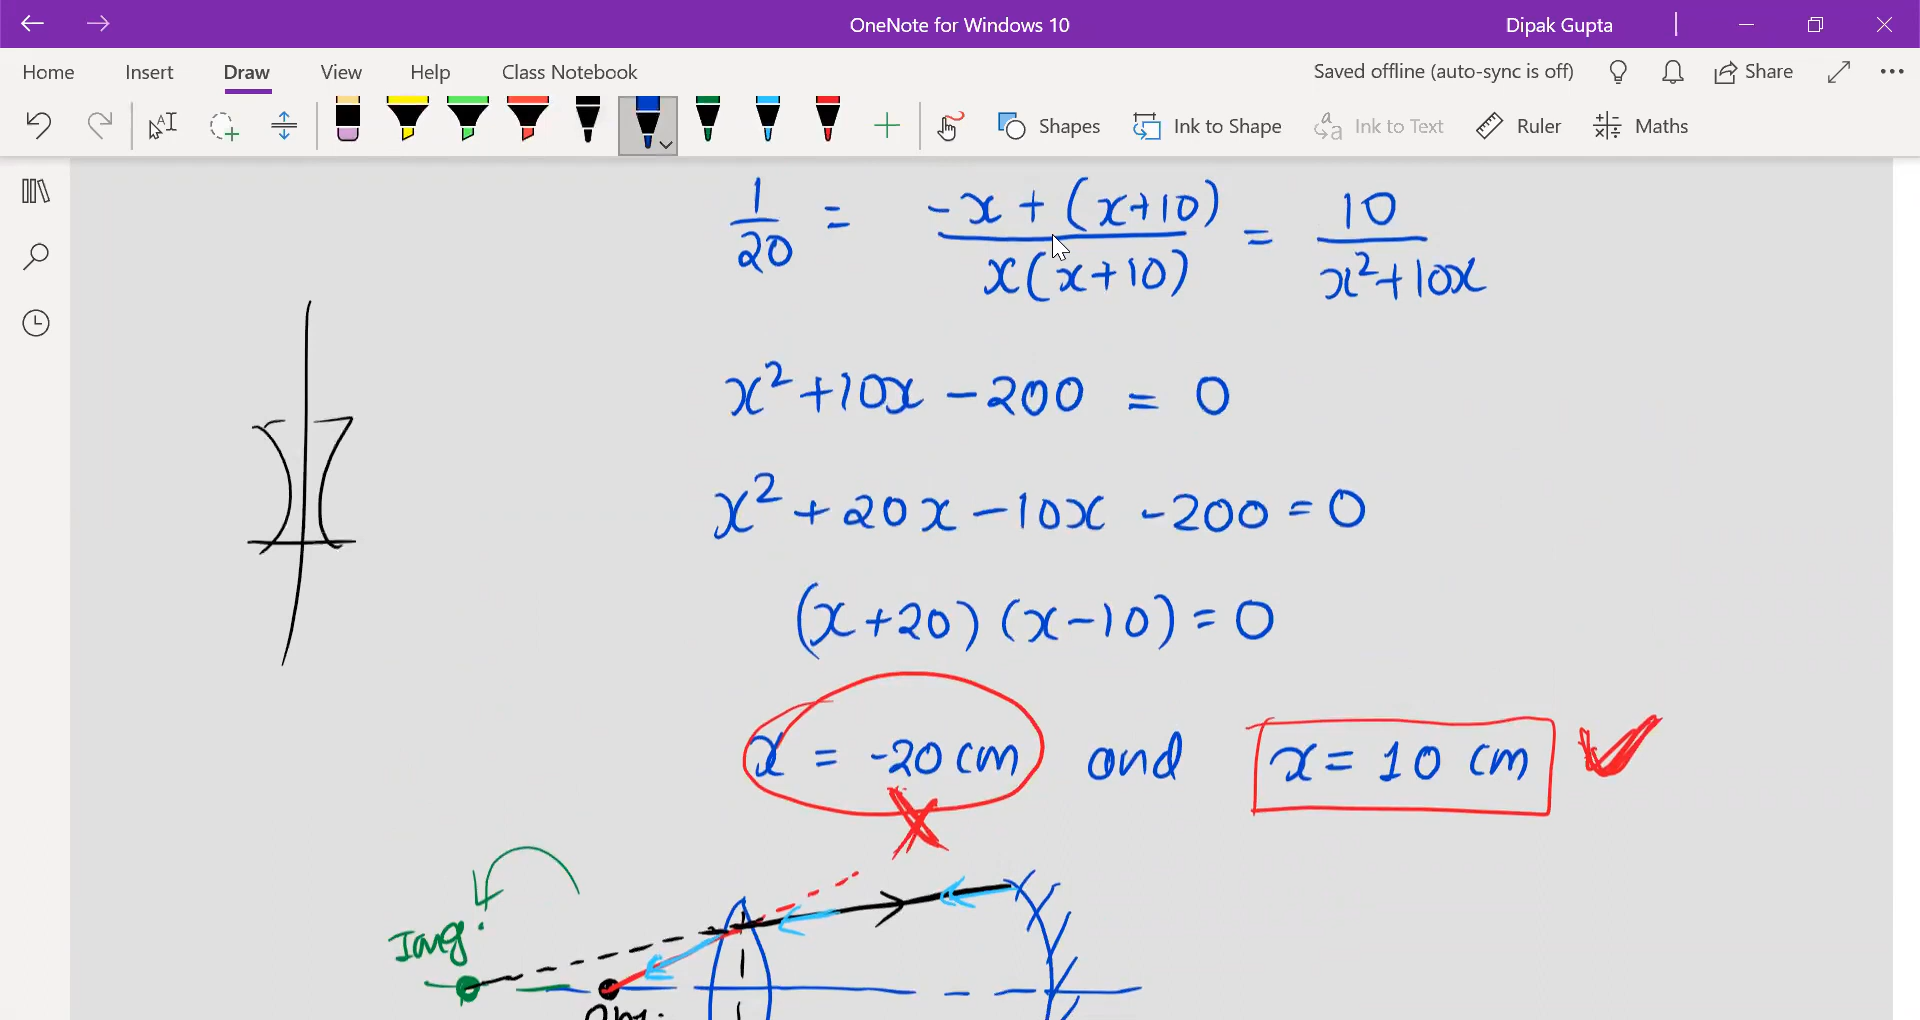 OneNote for Windows 10
Dipak Gupta
Home Insert Draw View Help Class Notebook
Saved offline (auto-sync is off) Share
Shapes Ink to Shape Ink to Text Ruler Maths
1/20 = -x + (x+10) / x(x+10) = 10 / x²+10x
x²+10x-200 = 0
x²+20x-10x-200=0
(x+20)(x-10)=0
x = -20 cm and x = 10 cm
Img.